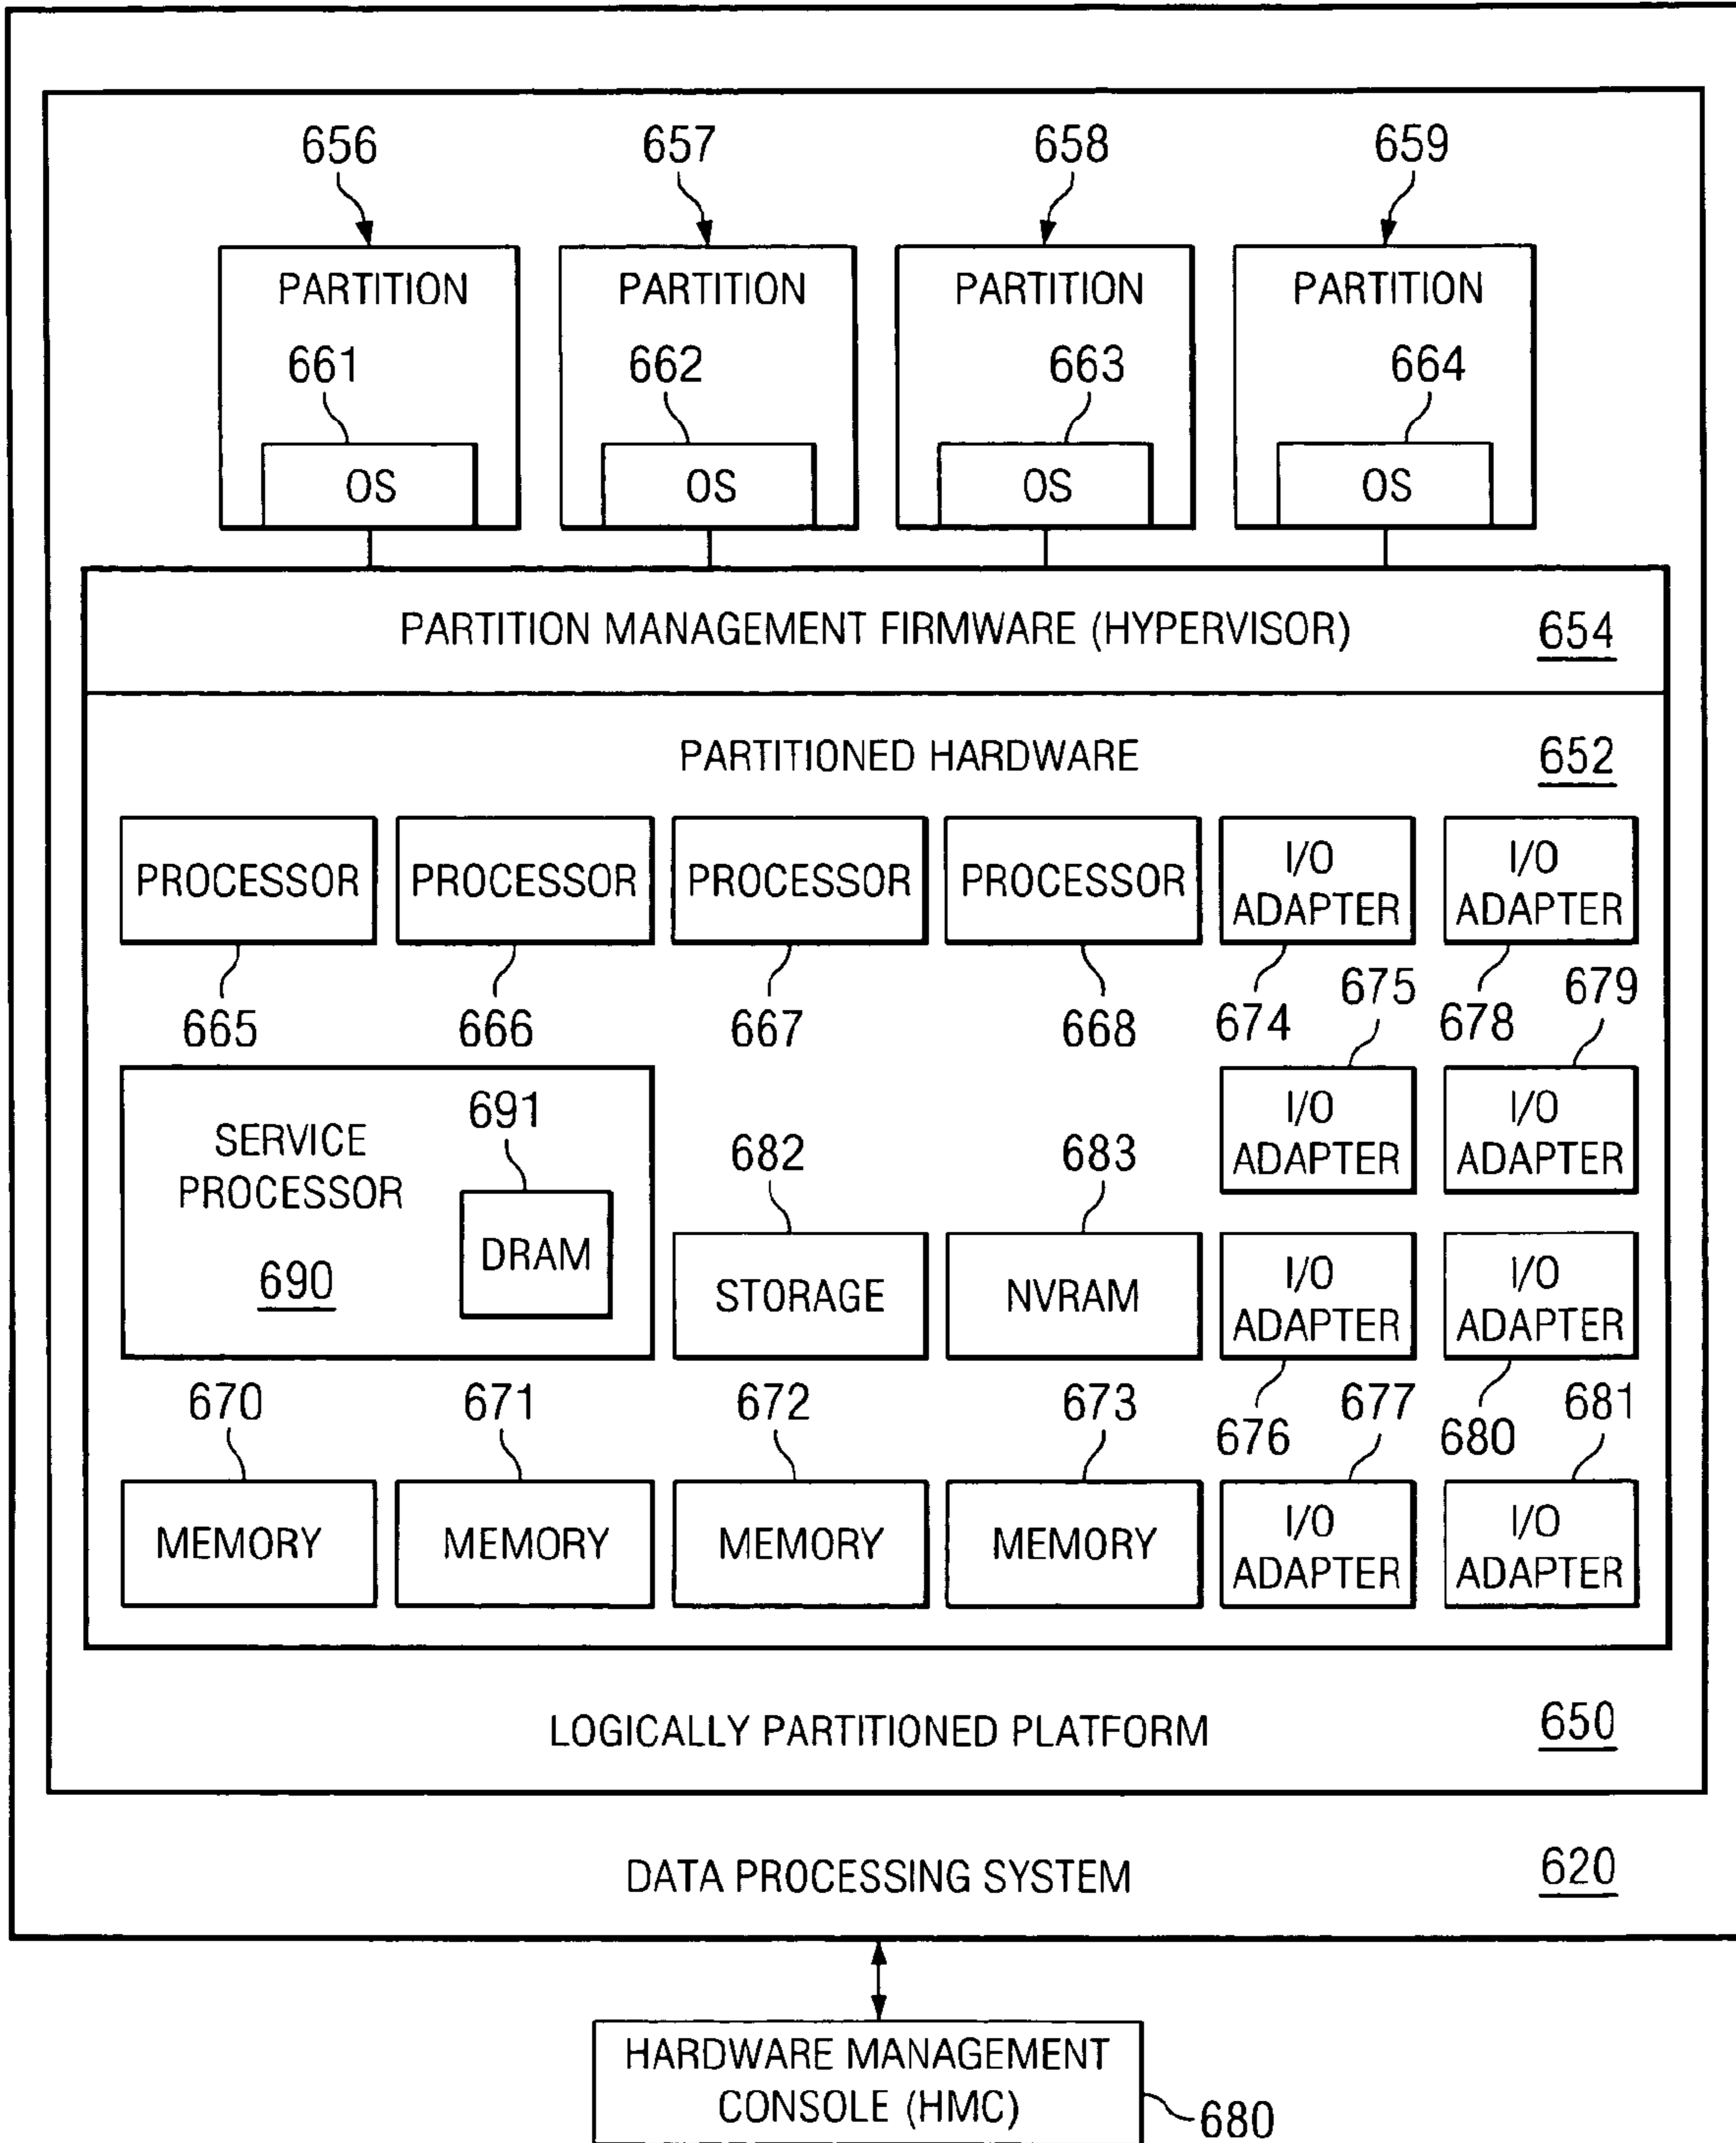 656 657 658 659
PARTITION PARTITION PARTITION PARTITION
661 662 663 664
OS OS OS OS
PARTITION MANAGEMENT FIRMWARE (HYPERVISOR) 654
PARTITIONED HARDWARE 652
PROCESSOR PROCESSOR PROCESSOR PROCESSOR I/O ADAPTER I/O ADAPTER
665 666 667 668 674 675 678 679
SERVICE
PROCESSOR
690
691
DRAM
682 683
STORAGE NVRAM
I/O ADAPTER I/O ADAPTER
I/O ADAPTER I/O ADAPTER
670 671 672 673 676 677 680 681
MEMORY MEMORY MEMORY MEMORY I/O ADAPTER I/O ADAPTER
LOGICALLY PARTITIONED PLATFORM 650
DATA PROCESSING SYSTEM 620
HARDWARE MANAGEMENT
CONSOLE (HMC)
680